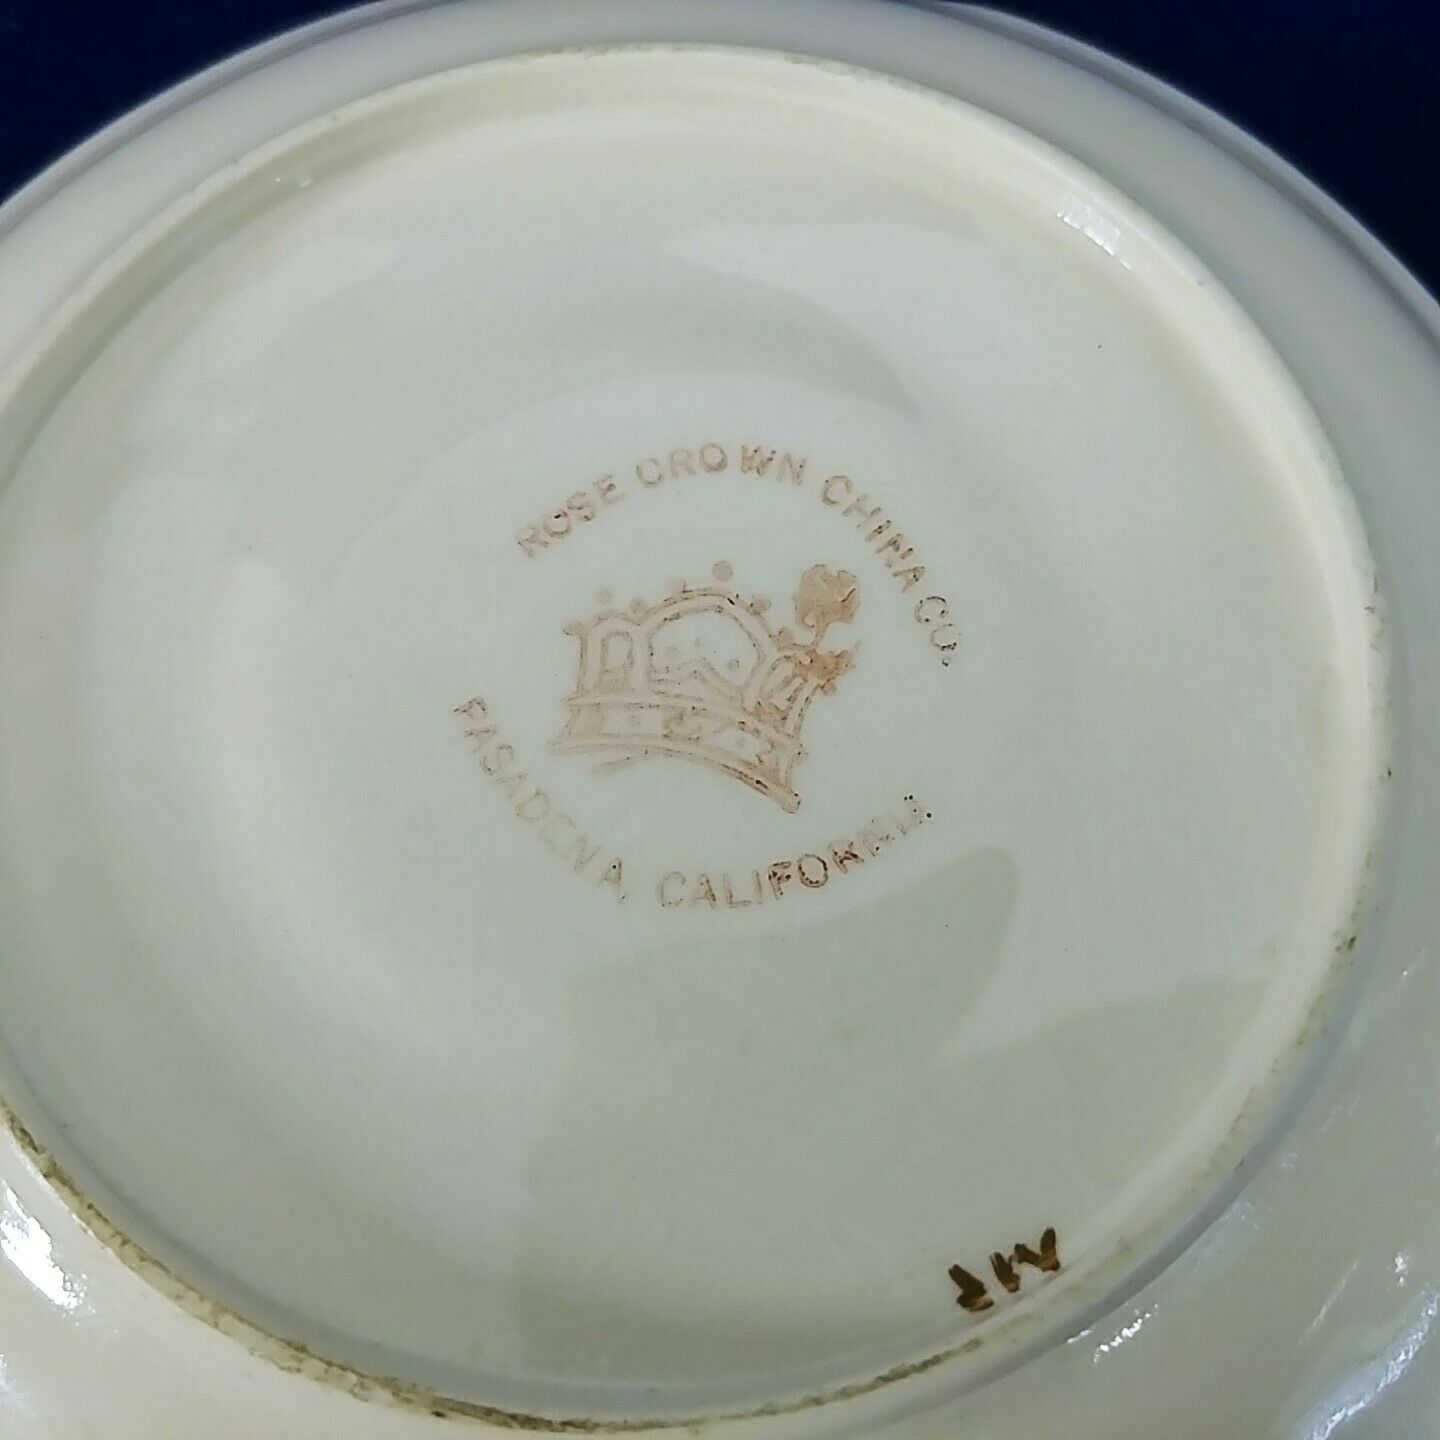 ROSE CROWN CHINA CO.
PASADENA, CALIFORNIA